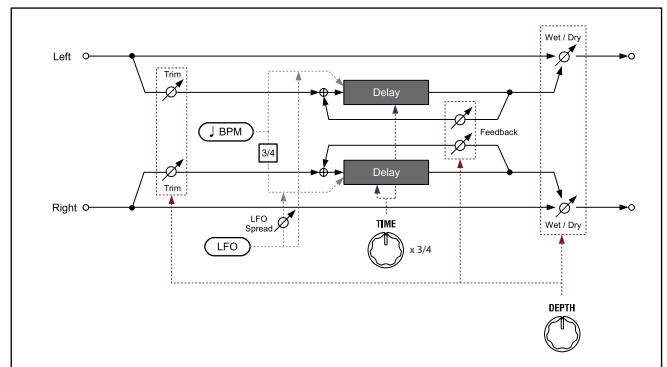 Wet / Dry
Left
Trim
Delay
♩ BPM
Feedback
3/4
Delay
Trim
Right
LFO
Spread
TIME
Wet / Dry
LFO
x 3/4
DEPTH